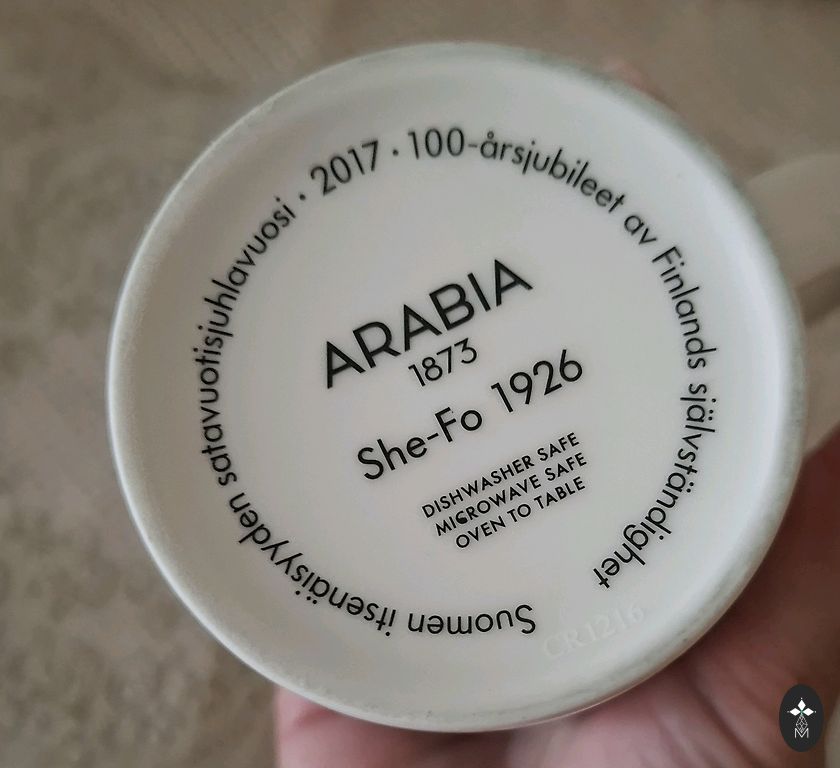 Suomen itsenäisyyden satavuotisjuhlavuosi · 2017 · 100-årsjubileet av Finlands självständighet
ARABIA
1873
She-Fo 1926
DISHWASHER SAFE
MICROWAVE SAFE
OVEN TO TABLE
CR1216
M